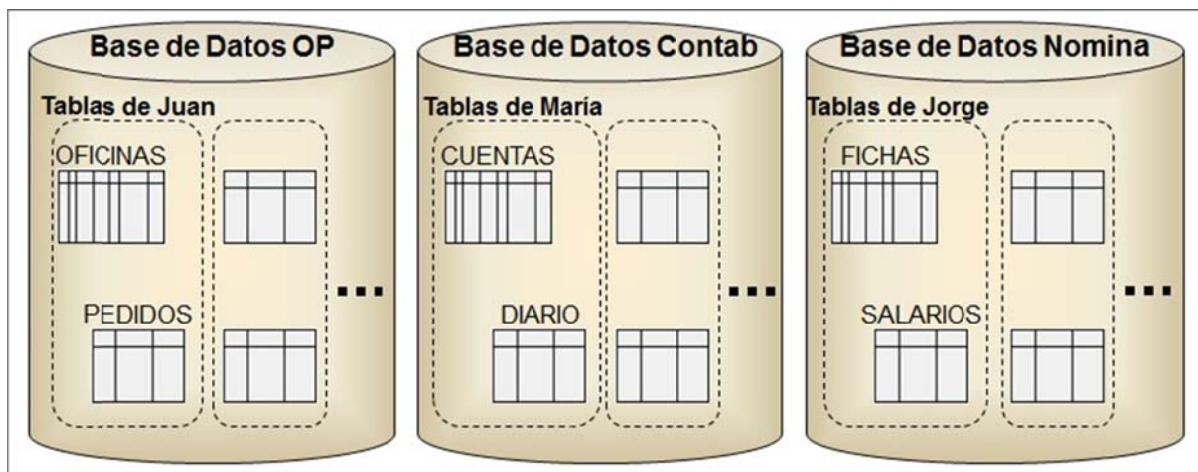 Base de Datos OP
Tablas de Juan
OFICINAS
PEDIDOS
...
Base de Datos Contab
Tablas de María
CUENTAS
DIARIO
...
Base de Datos Nomina
Tablas de Jorge
FICHAS
SALARIOS
...